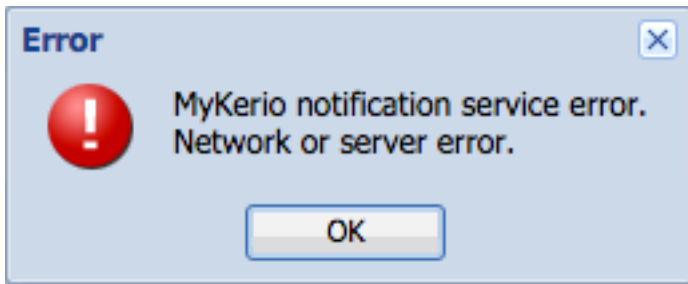 Error
MyKerio notification service error.
Network or server error.
OK